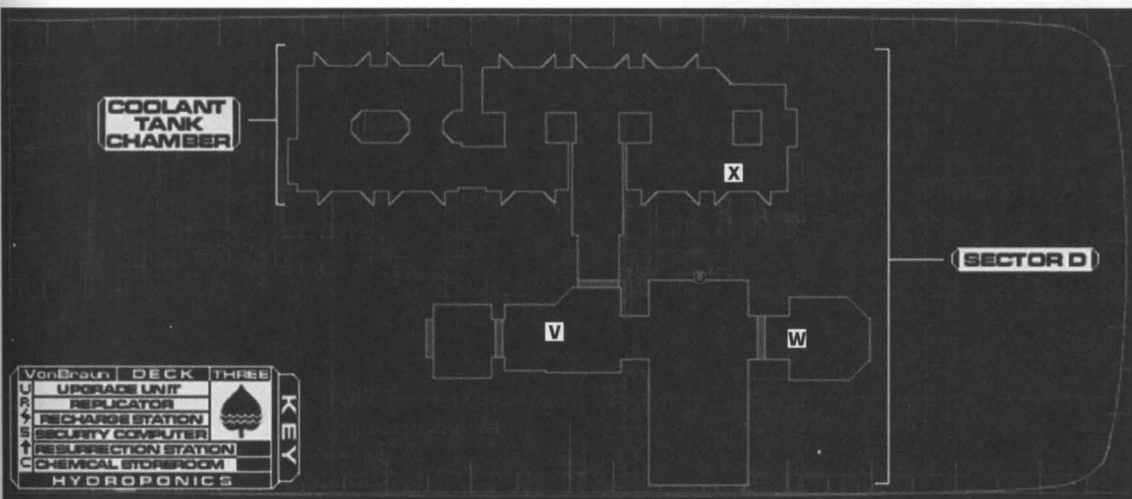 COOLANT
TANK
CHAMBER
X
SECTOR D
V
W
VonBraun DECK THREE
U UPGRADE UNIT
R REPLICATOR
RECHARGE STATION
S SECURITY COMPUTER
RESURRECTION STATION
C CHEMICAL STOREROOM
HYDROPONICS
KEY